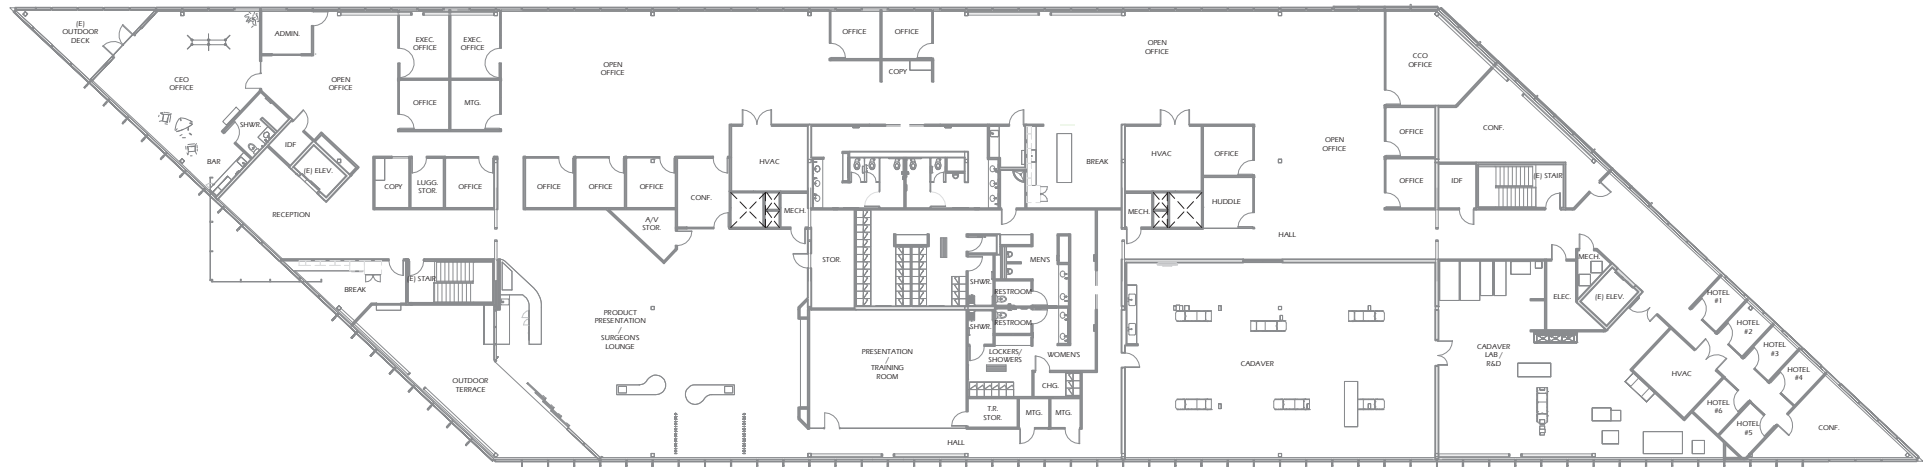 (E)
OUTDOOR
DECK
ADMIN.
EXEC.
OFFICE
EXEC.
OFFICE
OPEN
OFFICE
OFFICE
OFFICE
COPY
OPEN
OFFICE
CCO
OFFICE
CEO
OFFICE
OPEN
OFFICE
OFFICE
MTG.
SHWR.
IDF
BAR
(E) ELEV.
COPY
LUGG.
STOR.
OFFICE
OFFICE
OFFICE
OFFICE
CONF.
HVAC
MECH.
BREAK
HVAC
OFFICE
MECH.
HUDDLE
OPEN
OFFICE
OFFICE
OFFICE
CONF.
IDF
(E) STAIR
RECEPTION
A/V
STOR.
HALL
BREAK
(E) STAIR
STOR.
SHWR.
MEN'S
RESTROOM
RESTROOM
SHWR.
LOCKERS/
SHOWERS
WOMEN'S
CHG.
T.R.
STOR.
MTG.
MTG.
HALL
PRODUCT
PRESENTATION
/
SURGEON'S
LOUNGE
OUTDOOR
TERRACE
PRESENTATION
/
TRAINING
ROOM
CADAVER
CADAVER
LAB /
R&D
ELEC.
MECH.
(E) ELEV.
HOTEL
#1
HOTEL
#2
HOTEL
#3
HOTEL
#4
HVAC
HOTEL
#6
HOTEL
#5
CONF.